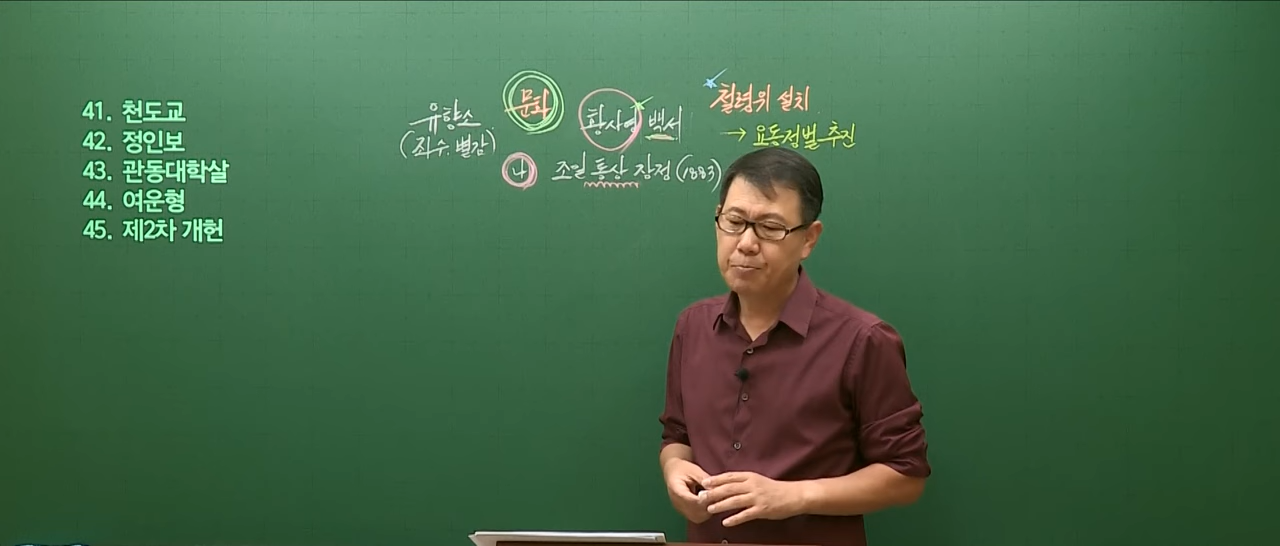 41. 천도교
42. 정인보
43. 관동대학살
44. 여운형
45. 제2차 개헌
유향소
(좌수.별감)
문화
황사영 백서
나
조일 통상 장정 (1883)
철령위 설치
→ 요동정벌 추진